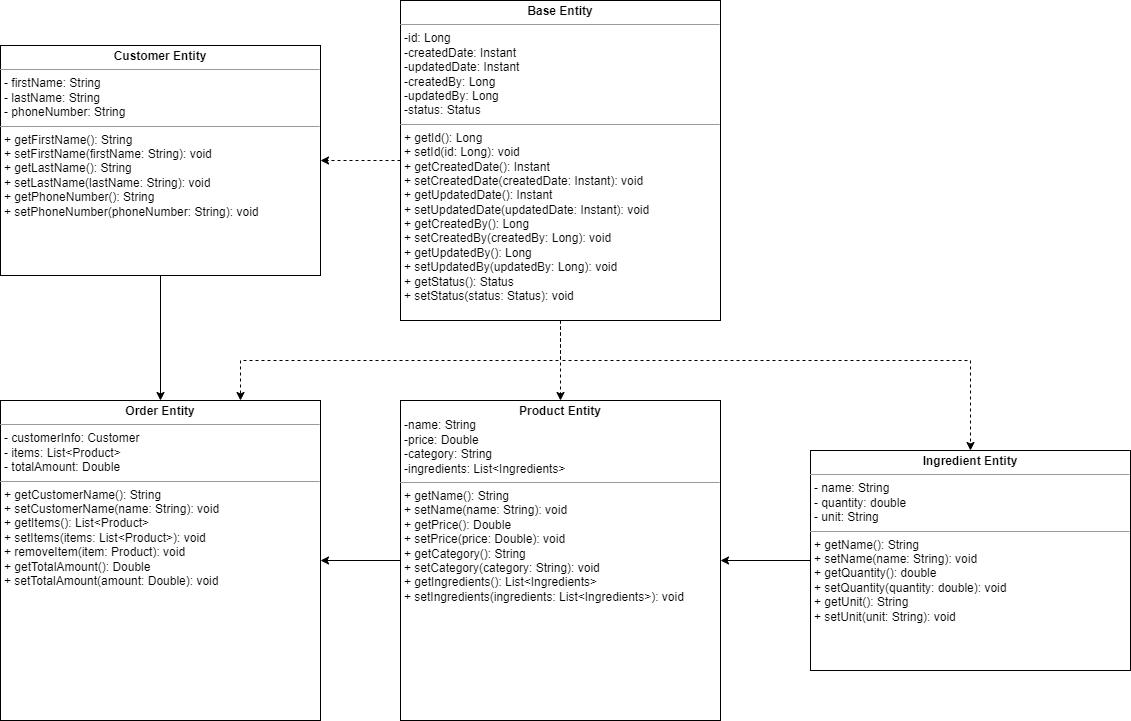 Base Entity
-id: Long
-createdDate: Instant
-updatedDate: Instant
-createdBy: Long
-updatedBy: Long
-status: Status
+ getId(): Long
+ setId(id: Long): void
+ getCreatedDate(): Instant
+ setCreatedDate(createdDate: Instant): void
+ getUpdatedDate(): Instant
+ setUpdatedDate(updatedDate: Instant): void
+ getCreatedBy(): Long
+ setCreatedBy(createdBy: Long): void
+ getUpdatedBy(): Long
+ setUpdatedBy(updatedBy: Long): void
+ getStatus(): Status
+ setStatus(status: Status): void
Customer Entity
- firstName: String
- lastName: String
- phoneNumber: String
+ getFirstName(): String
+ setFirstName(firstName: String): void
+ getLastName(): String
+ setLastName(lastName: String): void
+ getPhoneNumber(): String
+ setPhoneNumber(phoneNumber: String): void
Order Entity
- customerInfo: Customer
- items: List<Product>
- totalAmount: Double
+ getCustomerName(): String
+ setCustomerName(name: String): void
+ getItems(): List<Product>
+ setItems(items: List<Product>): void
+ removeItem(item: Product): void
+ getTotalAmount(): Double
+ setTotalAmount(amount: Double): void
Product Entity
-name: String
-price: Double
-category: String
-ingredients: List<Ingredients>
+ getName(): String
+ setName(name: String): void
+ getPrice(): Double
+ setPrice(price: Double): void
+ getCategory(): String
+ setCategory(category: String): void
+ getIngredients(): List<Ingredients>
+ setIngredients(ingredients: List<Ingredients>): void
Ingredient Entity
- name: String
- quantity: double
- unit: String
+ getName(): String
+ setName(name: String): void
+ getQuantity(): double
+ setQuantity(quantity: double): void
+ getUnit(): String
+ setUnit(unit: String): void